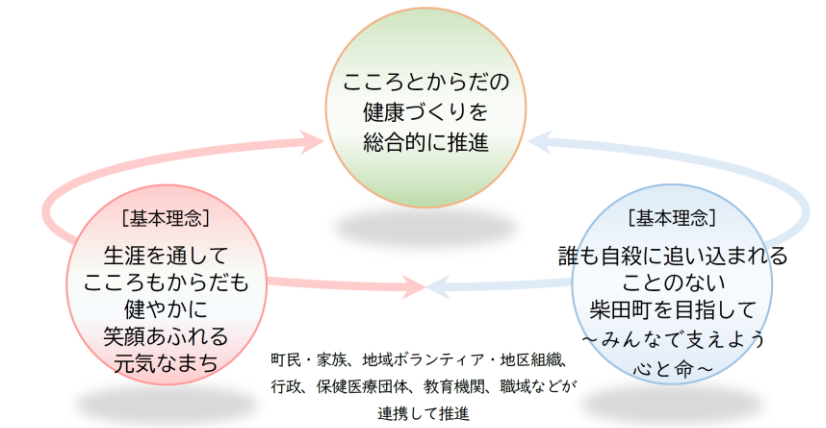 こころとからだの
健康づくりを
総合的に推進
［基本理念］
生涯を通して
こころもからだも
健やかに
笑顔あふれる
元気なまち
［基本理念］
誰も自殺に追い込まれる
ことのない
柴田町を目指して
～みんなで支えよう
心と命～
町民・家族、地域ボランティア・地区組織、
行政、保健医療団体、教育機関、職域などが
連携して推進